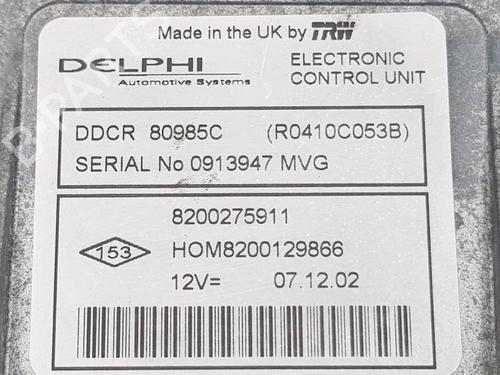 Made in the UK by TRW
DELPHI
Automotive Systems
ELECTRONIC
CONTROL UNIT
DDCR 80985C (R0410C053B)
SERIAL No 0913947 MVG
8200275911
153
HOM8200129866
12V= 07.12.02
B-PARTS